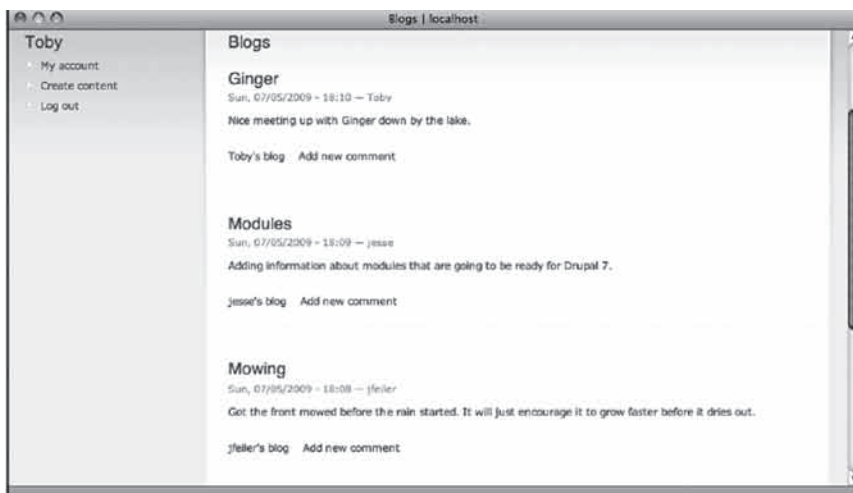 Blogs | localhost
Toby
My account
Create content
Log out
Blogs
Ginger
Sun, 07/05/2009 - 18:10 — Toby
Nice meeting up with Ginger down by the lake.
Toby's blog Add new comment
Modules
Sun, 07/05/2009 - 18:09 — jesse
Adding information about modules that are going to be ready for Drupal 7.
jesse's blog Add new comment
Mowing
Sun, 07/05/2009 - 18:08 — jfeiler
Got the front mowed before the rain started. It will just encourage it to grow faster before it dries out.
jfeiler's blog Add new comment